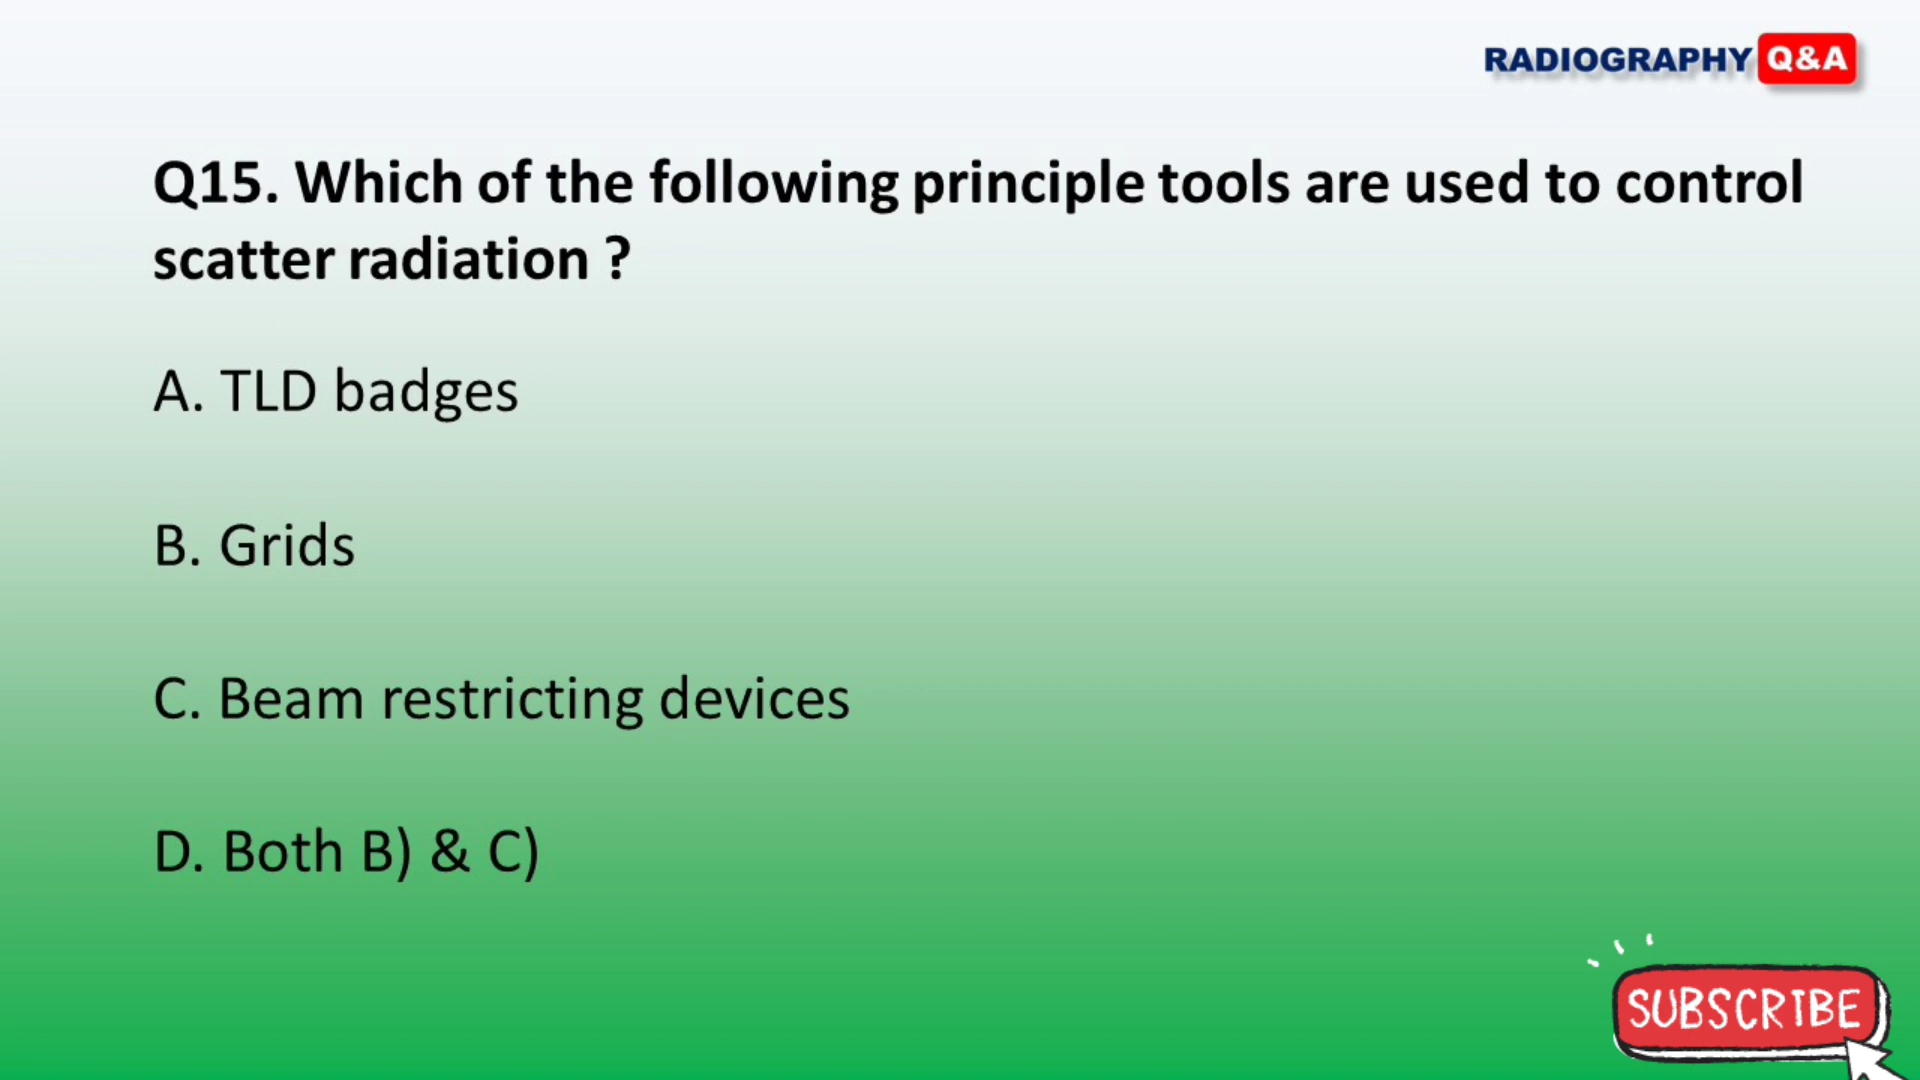 RADIOGRAPHY Q&A
Q15. Which of the following principle tools are used to control
scatter radiation ?
A. TLD badges
B. Grids
C. Beam restricting devices
D. Both B) & C)
SUBSCRIBE